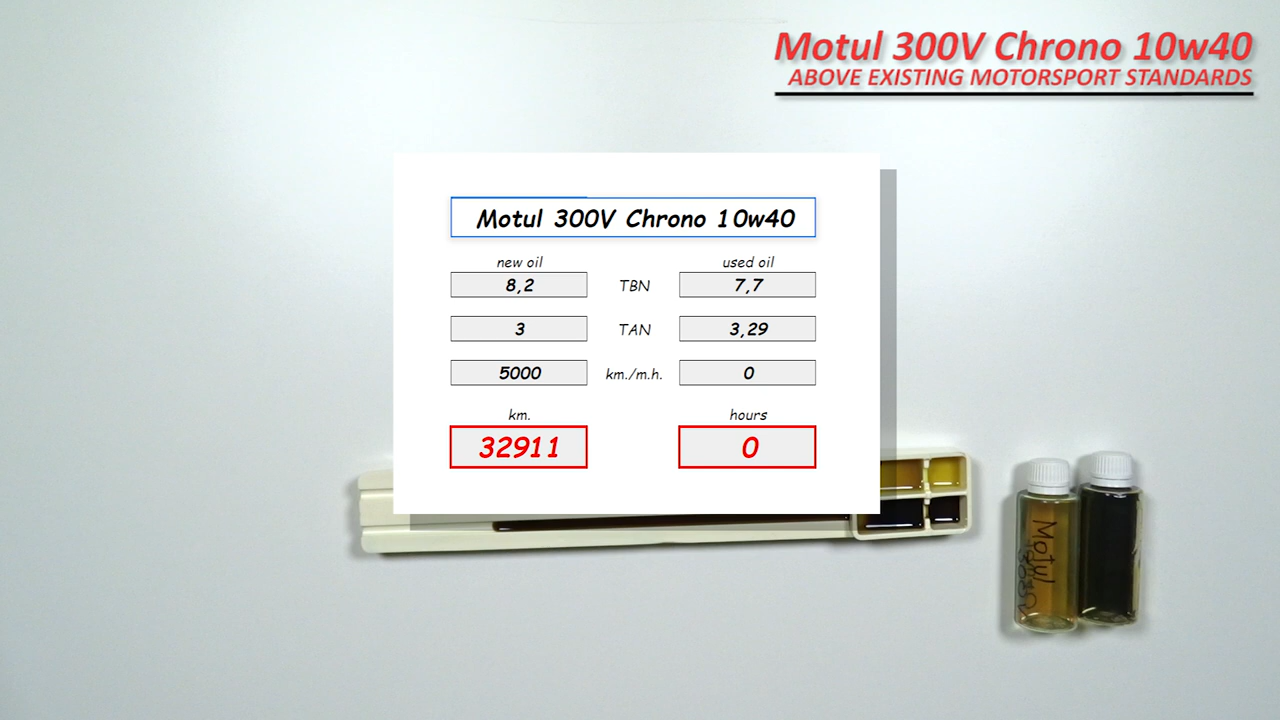 Motul 300V Chrono 10w40
ABOVE EXISTING MOTORSPORT STANDARDS
Motul 300V Chrono 10w40
new oil used oil
8,2 TBN 7,7
3 TAN 3,29
5000 km./m.h. 0
km. hours
32911 0
Motul